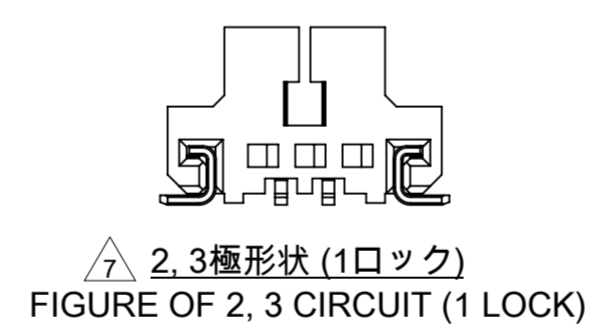 7 2, 3極形状 (1ロック)
FIGURE OF 2, 3 CIRCUIT (1 LOCK)